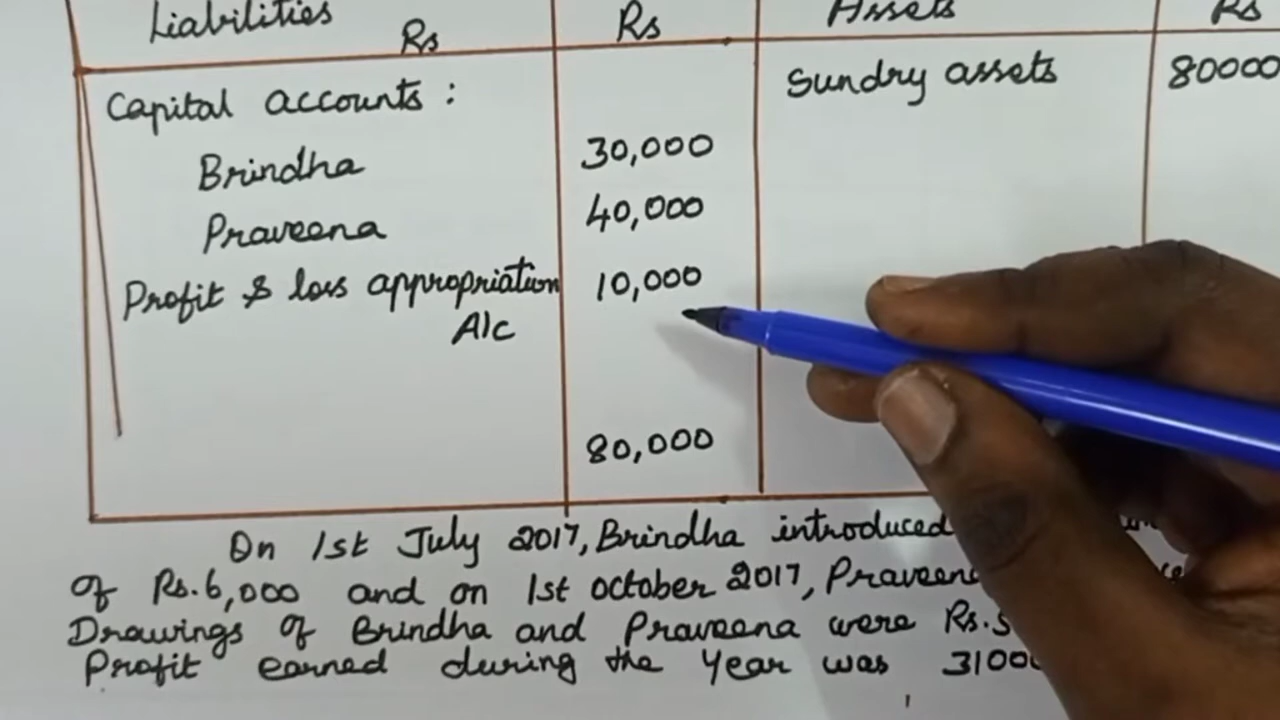 Liabilities Rs Rs Assets Rs
Capital accounts : Sundry assets 80000
Brindha 30,000
Praveena 40,000
Profit & loss appropriation 10,000
A/c
80,000
On 1st July 2017, Brindha introduced
of Rs.6,000 and on 1st october 2017, Praveena
Drawings of Brindha and Praveena were Rs.5
Profit earned during the Year was 31000